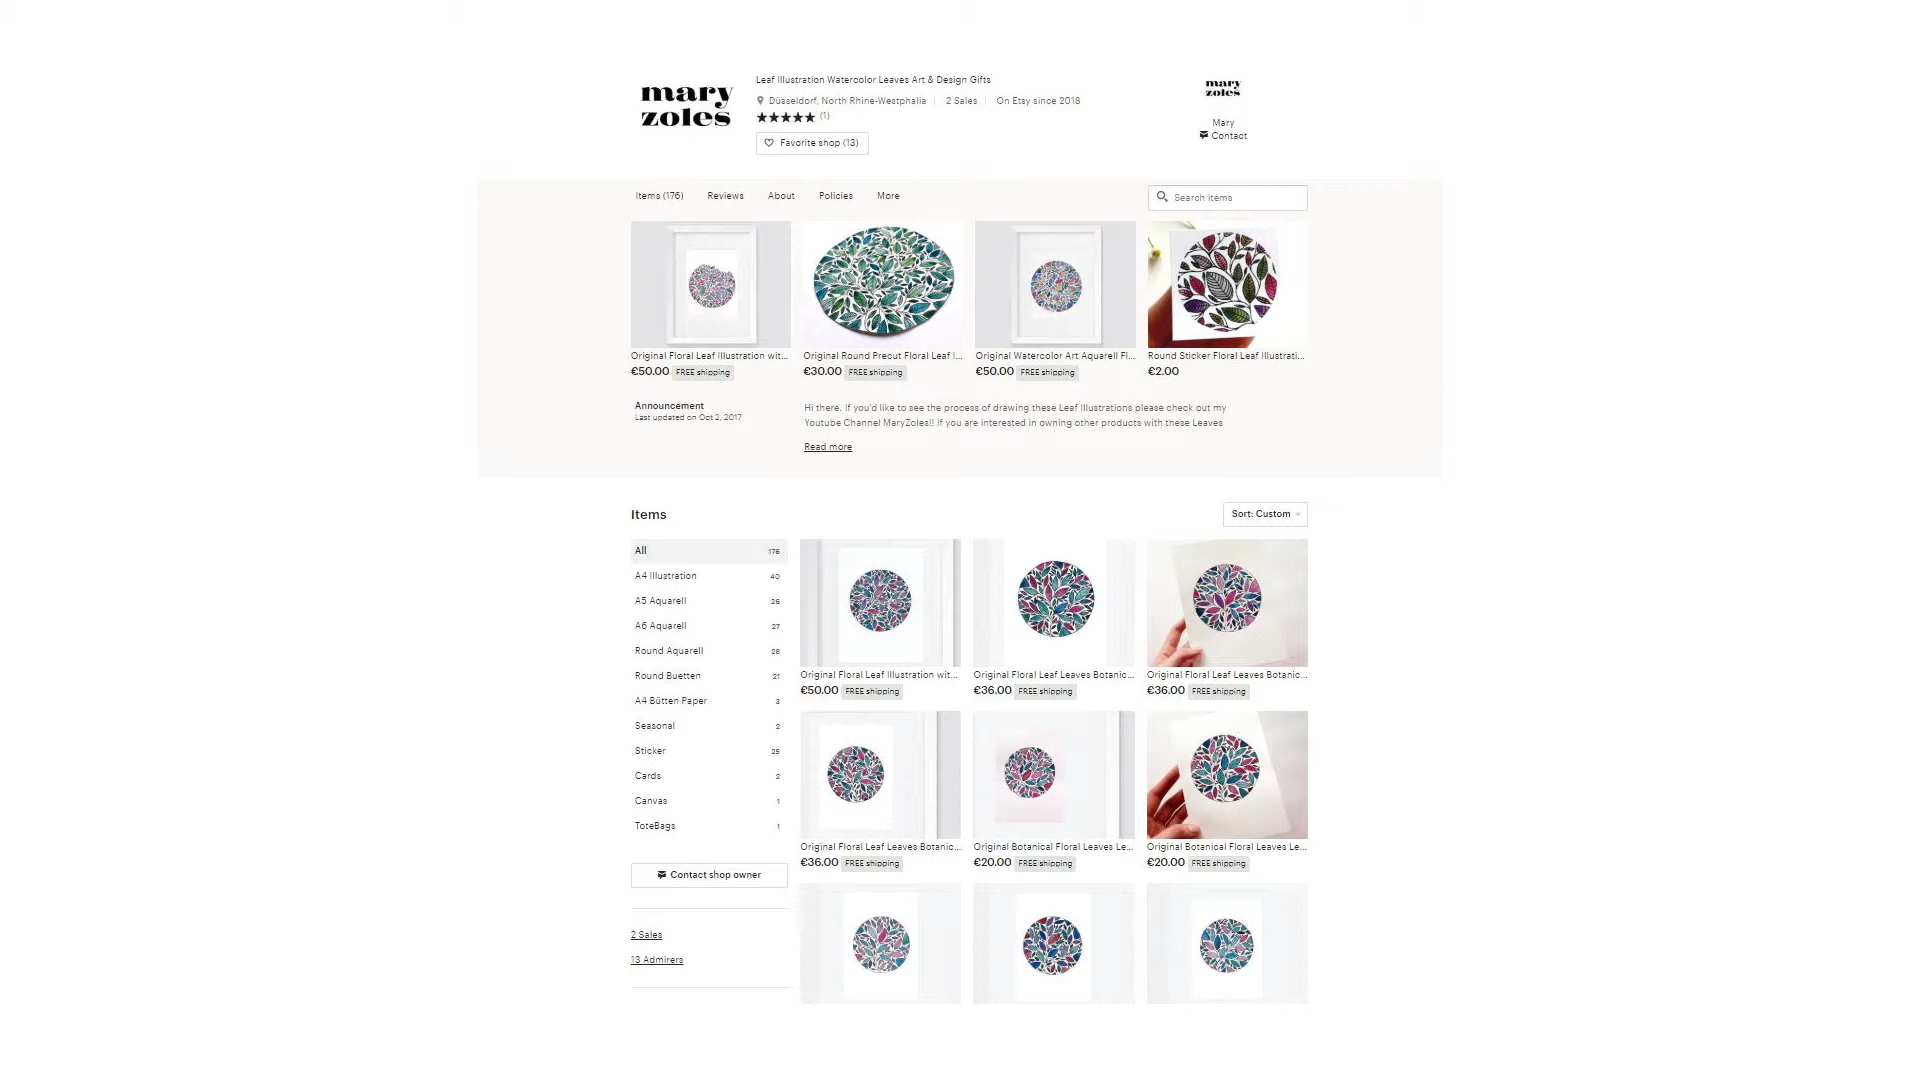 mary
zoles
Leaf Illustration Watercolor Leaves Art & Design Gifts
Düsseldorf, North Rhine-Westphalia 2 Sales On Etsy since 2018
(1)
Favorite shop (13)
mary
zoles
Mary
Contact
Items (176) Reviews About Policies More
Search items
Original Floral Leaf Illustration wit...
€50.00 FREE shipping
Original Round Precut Floral Leaf I...
€30.00 FREE shipping
Original Watercolor Art Aquarell Fl...
€50.00 FREE shipping
Round Sticker Floral Leaf Illustrati...
€2.00
Announcement
Last updated on Oct 2, 2017
Hi there. If you'd like to see the process of drawing these Leaf Illustrations please check out my
Youtube Channel MaryZoles!! If you are interested in owning other products with these Leaves
Read more
Items
Sort: Custom
All 176
A4 Illustration 40
A5 Aquarell 26
A6 Aquarell 27
Round Aquarell 28
Round Buetten 21
A4 Bütten Paper 3
Seasonal 2
Sticker 25
Cards 2
Canvas 1
ToteBags 1
Contact shop owner
2 Sales
13 Admirers
Original Floral Leaf Illustration wit...
€50.00 FREE shipping
Original Floral Leaf Leaves Botanic...
€36.00 FREE shipping
Original Floral Leaf Leaves Botanic...
€36.00 FREE shipping
Original Floral Leaf Leaves Botanic...
€36.00 FREE shipping
Original Botanical Floral Leaves Le...
€20.00 FREE shipping
Original Botanical Floral Leaves Le...
€20.00 FREE shipping